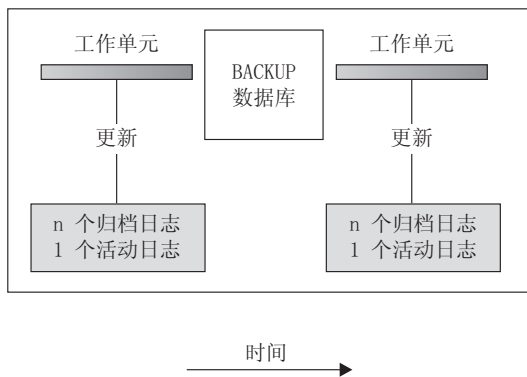 工作单元
BACKUP
数据库
工作单元
更新
更新
n 个归档日志
1 个活动日志
n 个归档日志
1 个活动日志
时间